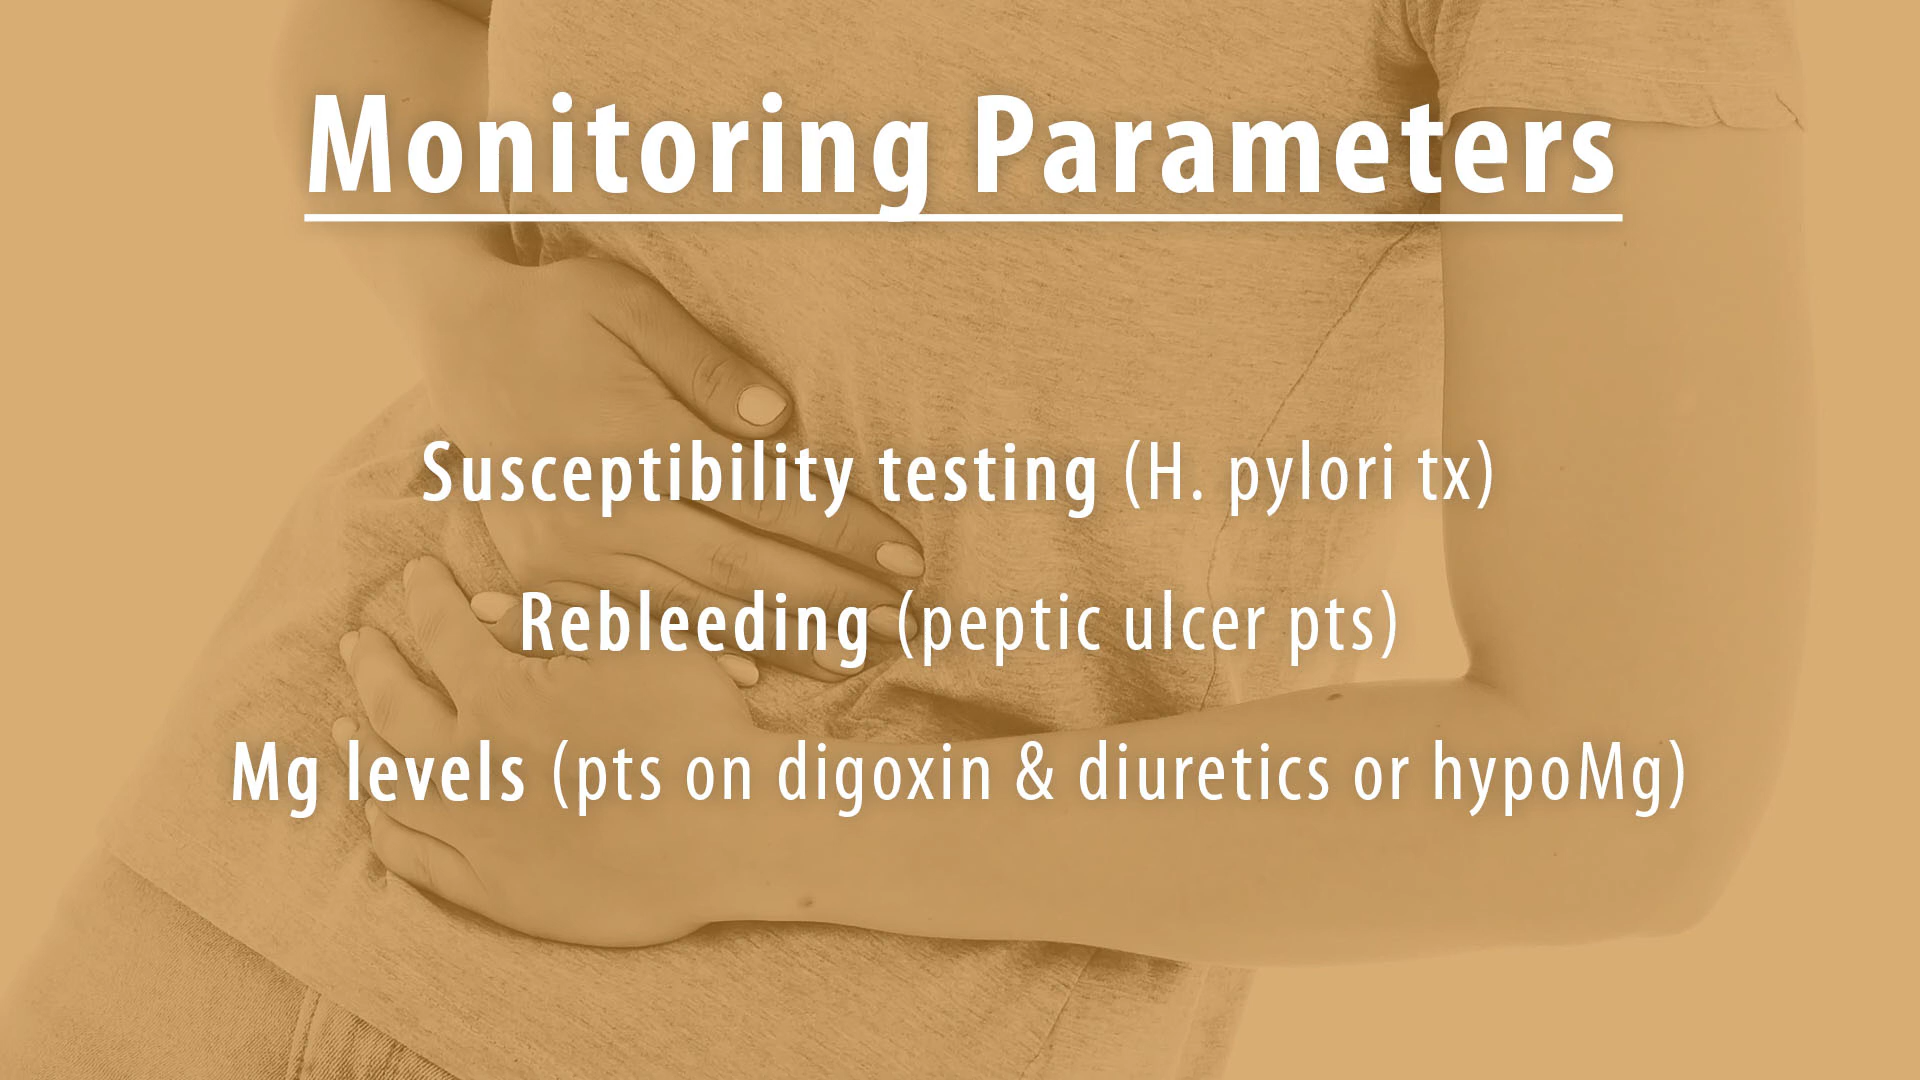 Monitoring Parameters
Susceptibility testing (H. pylori tx)
Rebleeding (peptic ulcer pts)
Mg levels (pts on digoxin & diuretics or hypoMg)